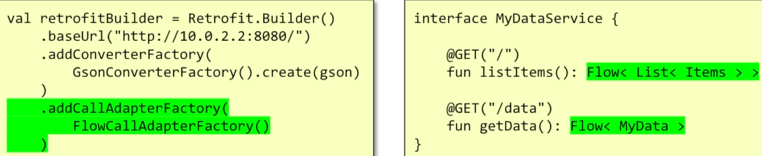 val retrofitBuilder = Retrofit.Builder()
.baseUrl("http://10.0.2.2:8080/")
.addConverterFactory(
GsonConverterFactory().create(gson)
)
.addCallAdapterFactory(
FlowCallAdapterFactory()
)
interface MyDataService {
@GET("/")
fun listItems(): Flow< List< Items > >
@GET("/data")
fun getData(): Flow< MyData >
}